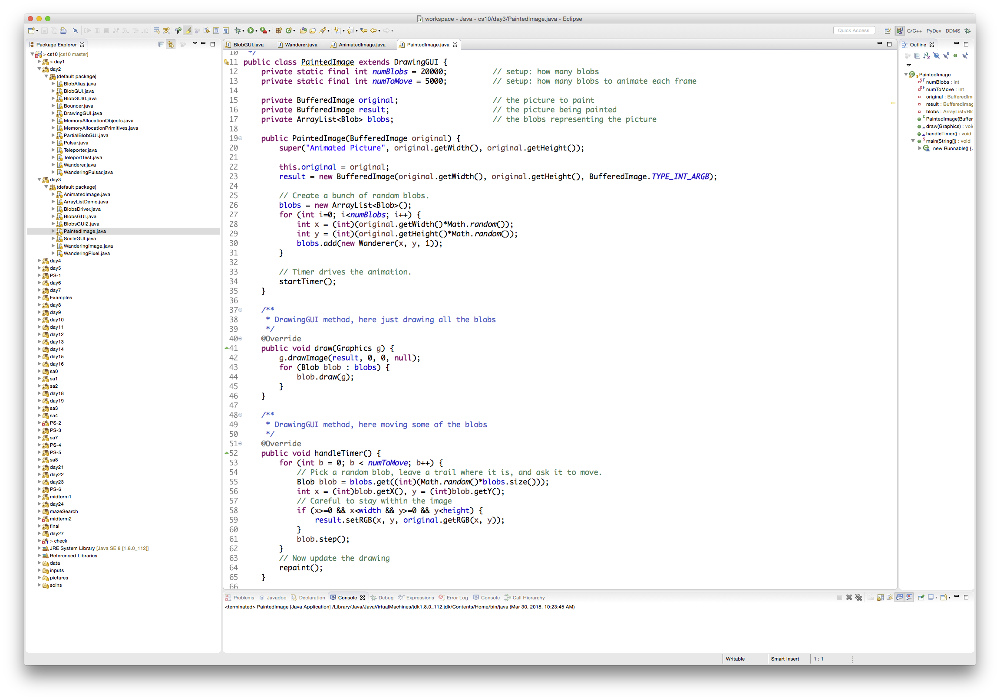 workspace - Java - cs10/day3/PaintedImage.java - Eclipse
Quick Access
C/C++ PyDev DDMS
Package Explorer
> cs10 [cs10 master]
> day1
day2
(default package)
BlobAlias.java
BlobGUI.java
BlobGUI0.java
Bouncer.java
DrawingGUI.java
MemoryAllocationObjects.java
MemoryAllocationPrimitives.java
PartialBlobGUI.java
Pulsar.java
Teleporter.java
TeleportTest.java
Wanderer.java
WanderingPulsar.java
day3
(default package)
AnimatedImage.java
ArrayListDemo.java
BlobsDriver.java
BlobsGUI.java
BlobsGUI2.java
PaintedImage.java
SmileGUI.java
WanderingImage.java
WanderingPixel.java
day4
day5
PS-1
day6
day7
Examples
day8
day9
day10
day11
day12
day13
day14
day15
day16
sa0
sa1
sa2
day18
day19
sa3
sa4
PS-2
PS-3
sa7
PS-4
PS-5
sa8
day21
day22
day23
PS-6
midterm1
day24
mazeSearch
midterm2
final
day27
> check
JRE System Library [Java SE 8 [1.8.0_112]]
Referenced Libraries
data
inputs
pictures
solns
BlobGUI.java Wanderer.java AnimatedImage.java PaintedImage.java
10 */
11 public class PaintedImage extends DrawingGUI {
12 private static final int numBlobs = 20000; // setup: how many blobs
13 private static final int numToMove = 5000; // setup: how many blobs to animate each frame
14
15 private BufferedImage original; // the picture to paint
16 private BufferedImage result; // the picture being painted
17 private ArrayList<Blob> blobs; // the blobs representing the picture
18
19 public PaintedImage(BufferedImage original) {
20 super("Animated Picture", original.getWidth(), original.getHeight());
21
22 this.original = original;
23 result = new BufferedImage(original.getWidth(), original.getHeight(), BufferedImage.TYPE_INT_ARGB);
24
25 // Create a bunch of random blobs.
26 blobs = new ArrayList<Blob>();
27 for (int i=0; i<numBlobs; i++) {
28 int x = (int)(original.getWidth()*Math.random());
29 int y = (int)(original.getHeight()*Math.random());
30 blobs.add(new Wanderer(x, y, 1));
31 }
32
33 // Timer drives the animation.
34 startTimer();
35 }
36
37 /**
38 * DrawingGUI method, here just drawing all the blobs
39 */
40 @Override
41 public void draw(Graphics g) {
42 g.drawImage(result, 0, 0, null);
43 for (Blob blob : blobs) {
44 blob.draw(g);
45 }
46 }
47
48 /**
49 * DrawingGUI method, here moving some of the blobs
50 */
51 @Override
52 public void handleTimer() {
53 for (int b = 0; b < numToMove; b++) {
54 // Pick a random blob, leave a trail where it is, and ask it to move.
55 Blob blob = blobs.get((int)(Math.random()*blobs.size()));
56 int x = (int)blob.getX(), y = (int)blob.getY();
57 // Careful to stay within the image
58 if (x>=0 && x<width && y>=0 && y<height) {
59 result.setRGB(x, y, original.getRGB(x, y));
60 }
61 blob.step();
62 }
63 // Now update the drawing
64 repaint();
65 }
66
Outline
PaintedImage
numBlobs : int
numToMove : int
original : BufferedIm
result : BufferedImag
blobs : ArrayList<Blo
PaintedImage(Buffer
draw(Graphics) : voi
handleTimer() : void
main(String[]) : void
new Runnable() {.
Problems @ Javadoc Declaration Console Debug Expressions Error Log Console Call Hierarchy
<terminated> PaintedImage [Java Application] /Library/Java/JavaVirtualMachines/jdk1.8.0_112.jdk/Contents/Home/bin/java (Mar 30, 2018, 10:23:45 AM)
Writable Smart Insert 1 : 1